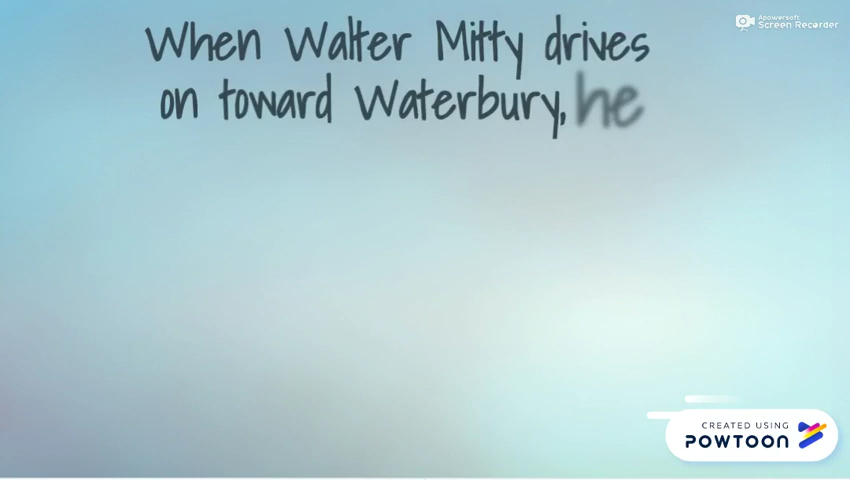 Apowersoft
Screen Recorder
When Walter Mitty drives
on toward Waterbury, he
CREATED USING
POWTOON